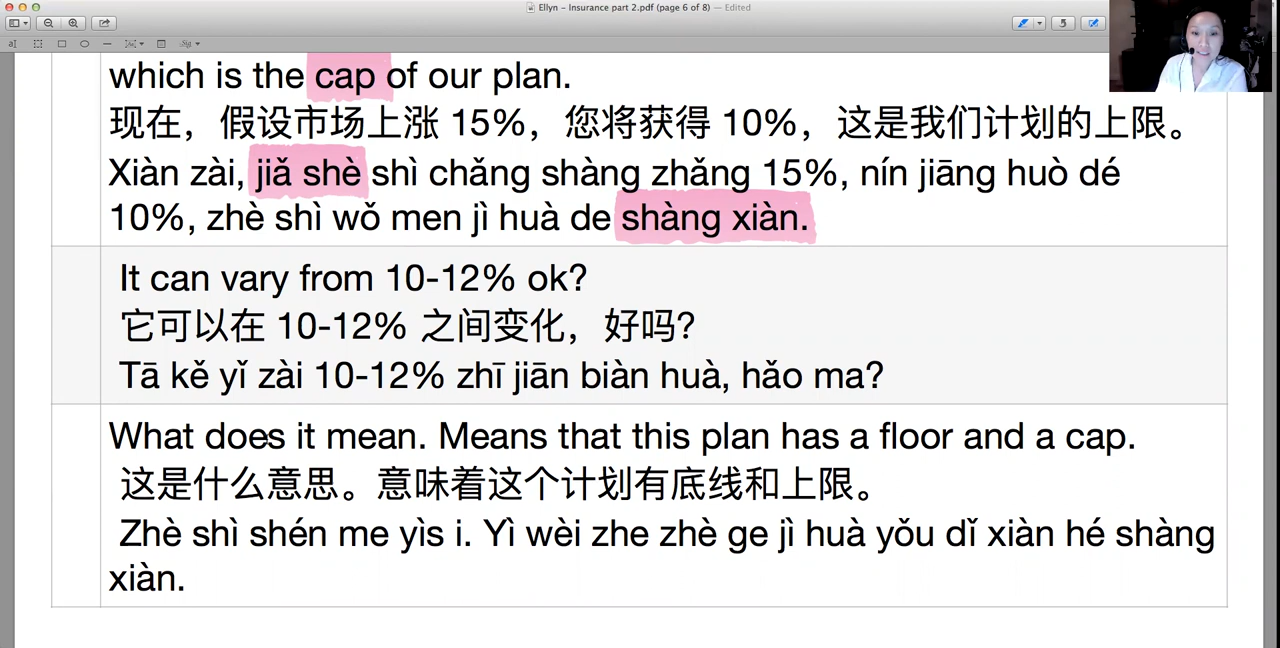 Ellyn – Insurance part 2.pdf (page 6 of 8) — Edited
which is the cap of our plan.
现在，假设市场上涨 15%，您将获得 10%，这是我们计划的上限。
Xiàn zài, jiǎ shè shì chǎng shàng zhǎng 15%, nín jiāng huò dé
10%, zhè shì wǒ men jì huà de shàng xiàn.
It can vary from 10-12% ok?
它可以在 10-12% 之间变化，好吗?
Tā kě yǐ zài 10-12% zhī jiān biàn huà, hǎo ma?
What does it mean. Means that this plan has a floor and a cap.
这是什么意思。意味着这个计划有底线和上限。
Zhè shì shén me yìs i. Yì wèi zhe zhè ge jì huà yǒu dǐ xiàn hé shàng
xiàn.